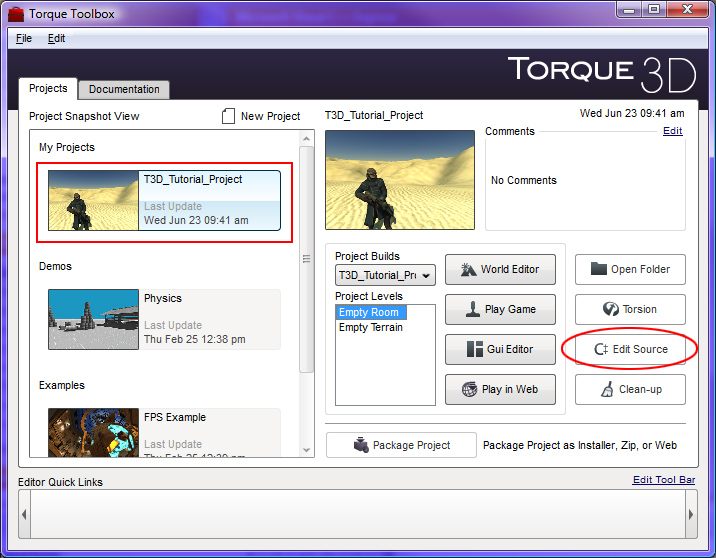 Torque Toolbox
File Edit
TORQUE 3D
Projects
Documentation
Project Snapshot View
New Project
My Projects
T3D_Tutorial_Project
Last Update
Wed Jun 23 09:41 am
Demos
Physics
Last Update
Thu Feb 25 12:38 pm
Examples
FPS Example
Last Update
T3D_Tutorial_Project
Wed Jun 23 09:41 am
Comments
Edit
No Comments
Project Builds
T3D_Tutorial_Pro
Project Levels
Empty Room
Empty Terrain
World Editor
Play Game
Gui Editor
Play in Web
Open Folder
Torsion
Edit Source
Clean-up
Package Project
Package Project as Installer, Zip, or Web
Editor Quick Links
Edit Tool Bar